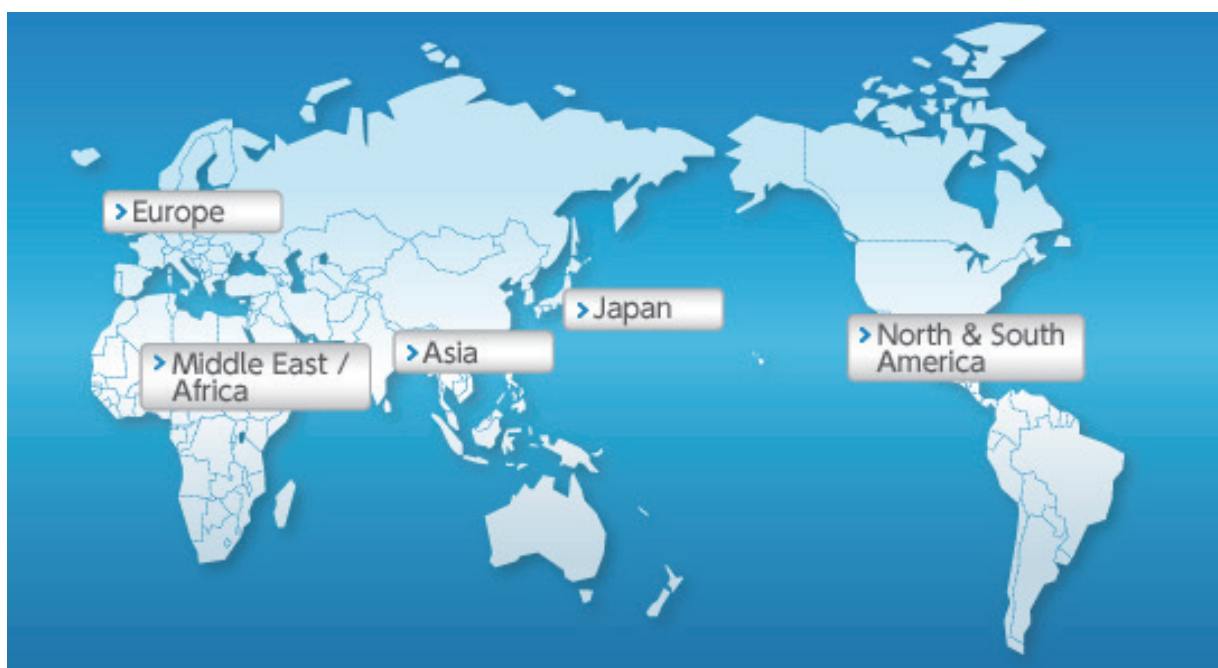 Europe
Japan
Asia
Middle East /
Africa
North & South
America